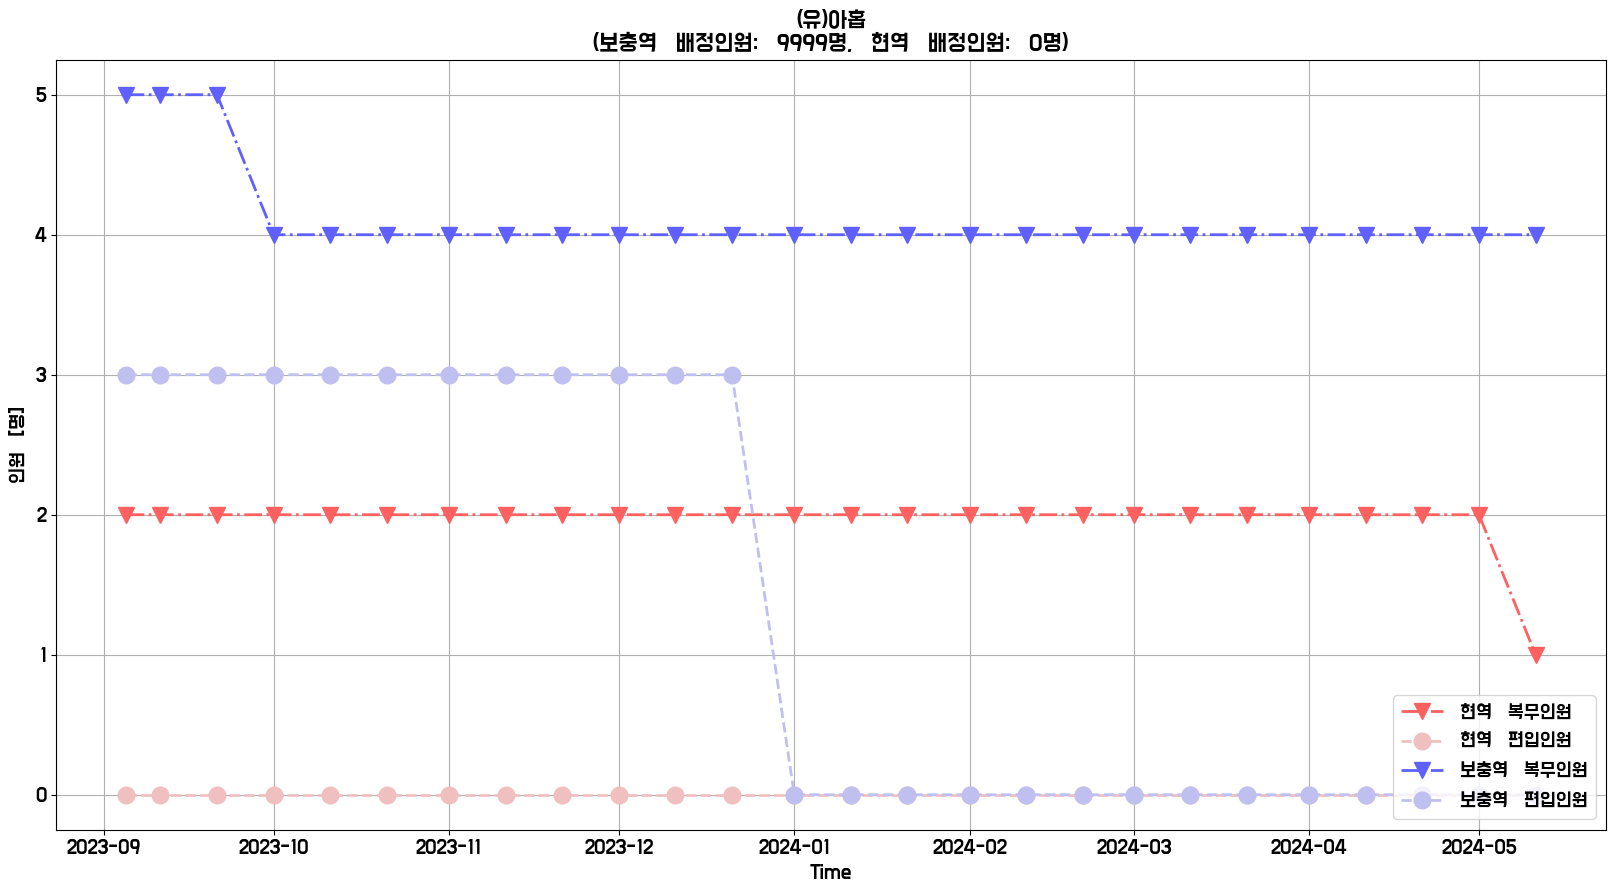 (유)아홉
(보충역 배정인원: 9999명, 현역 배정인원: 0명)
5
4
3
2
1
0
인원 [명]
현역 복무인원
현역 편입인원
보충역 복무인원
보충역 편입인원
2023-09 2023-10 2023-11 2023-12 2024-01 2024-02 2024-03 2024-04 2024-05
Time